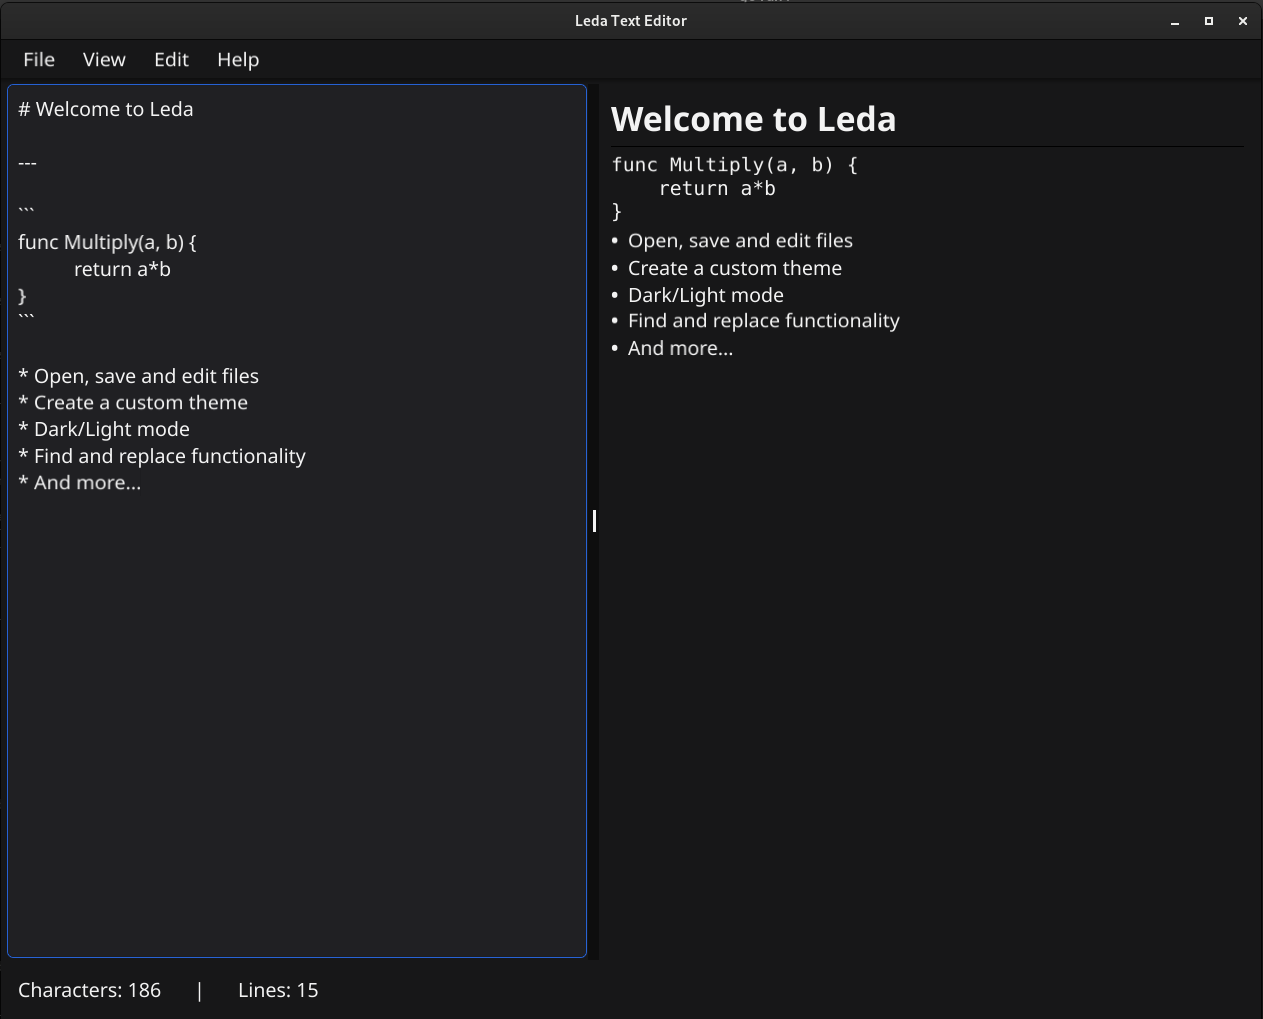 Leda Text Editor
File View Edit Help
# Welcome to Leda
---
```
func Multiply(a, b) {
return a*b
}
```
* Open, save and edit files
* Create a custom theme
* Dark/Light mode
* Find and replace functionality
* And more...
Welcome to Leda
func Multiply(a, b) {
return a*b
}
• Open, save and edit files
• Create a custom theme
• Dark/Light mode
• Find and replace functionality
• And more...
Characters: 186 | Lines: 15